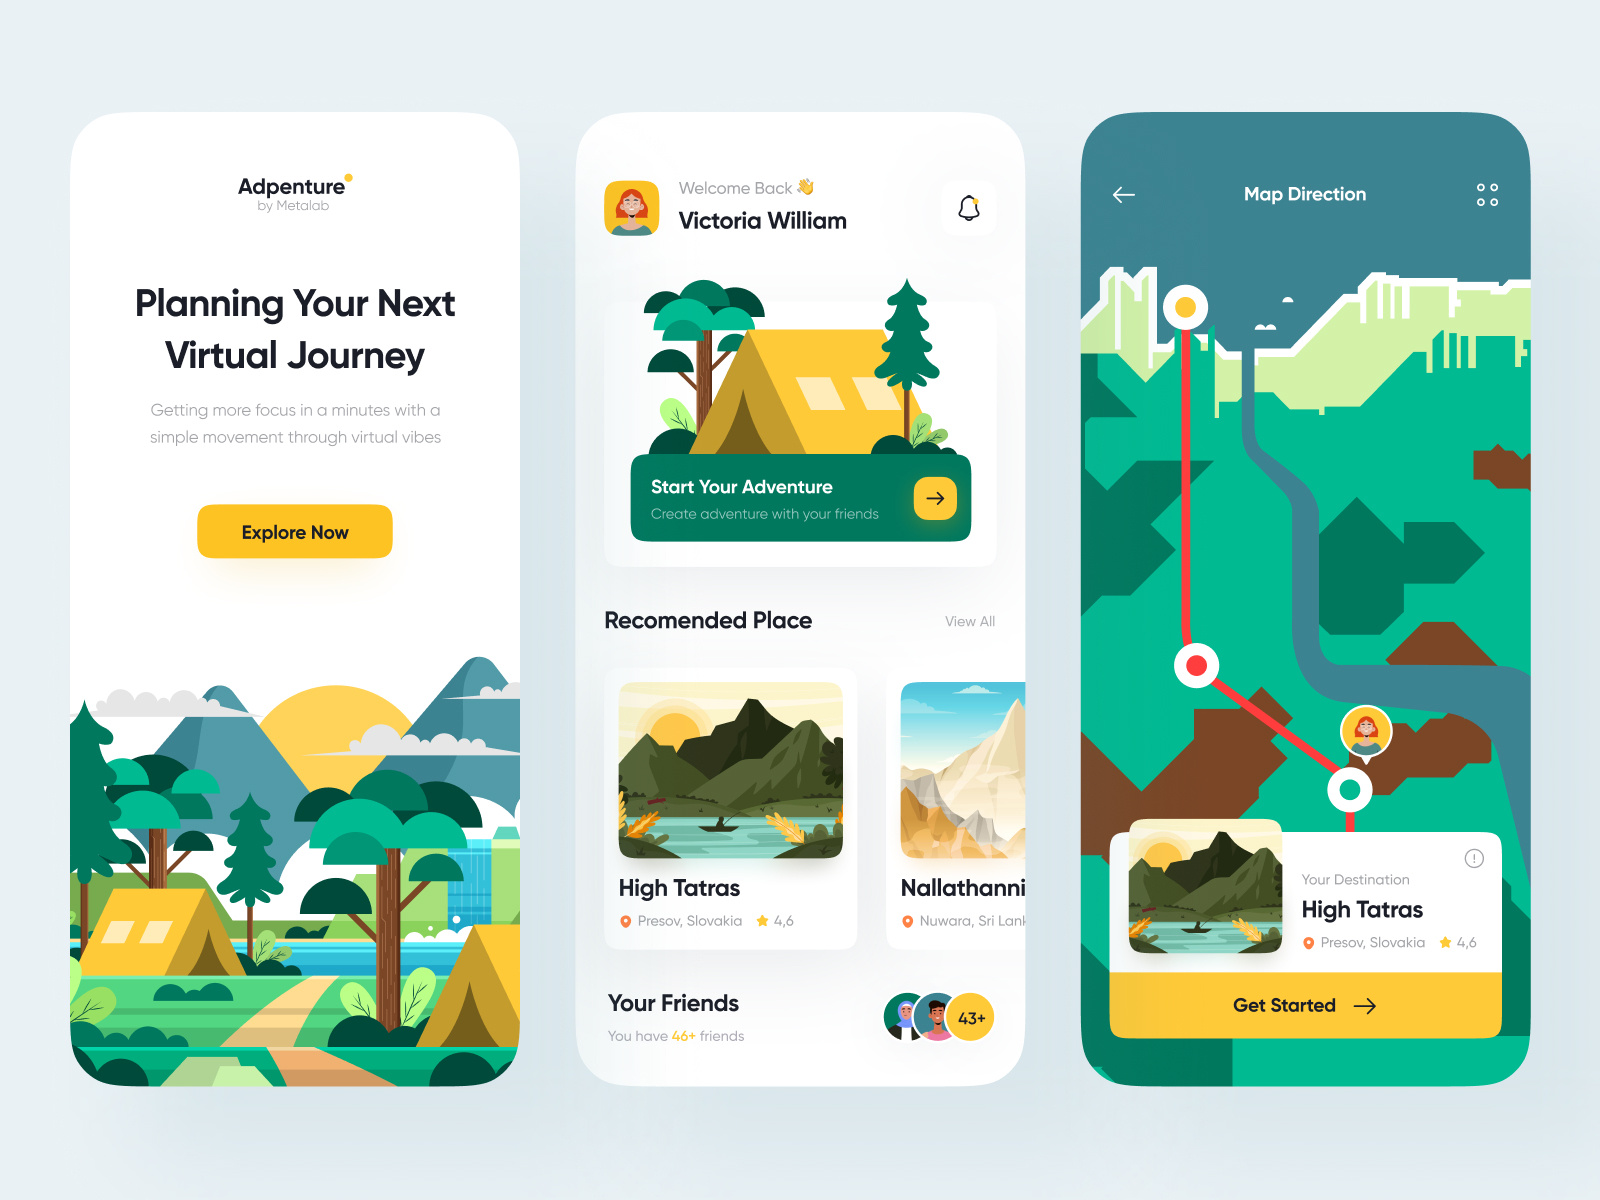 Adpenture
by Metalab
Planning Your Next
Virtual Journey
Getting more focus in a minutes with a
simple movement through virtual vibes
Explore Now
Welcome Back 👋
Victoria William
Start Your Adventure
Create adventure with your friends
Recomended Place
View All
High Tatras
Presov, Slovakia
4,6
Nallathanni
Nuwara, Sri Lank
Your Friends
You have 46+ friends
43+
Map Direction
Your Destination
High Tatras
Presov, Slovakia
4,6
Get Started